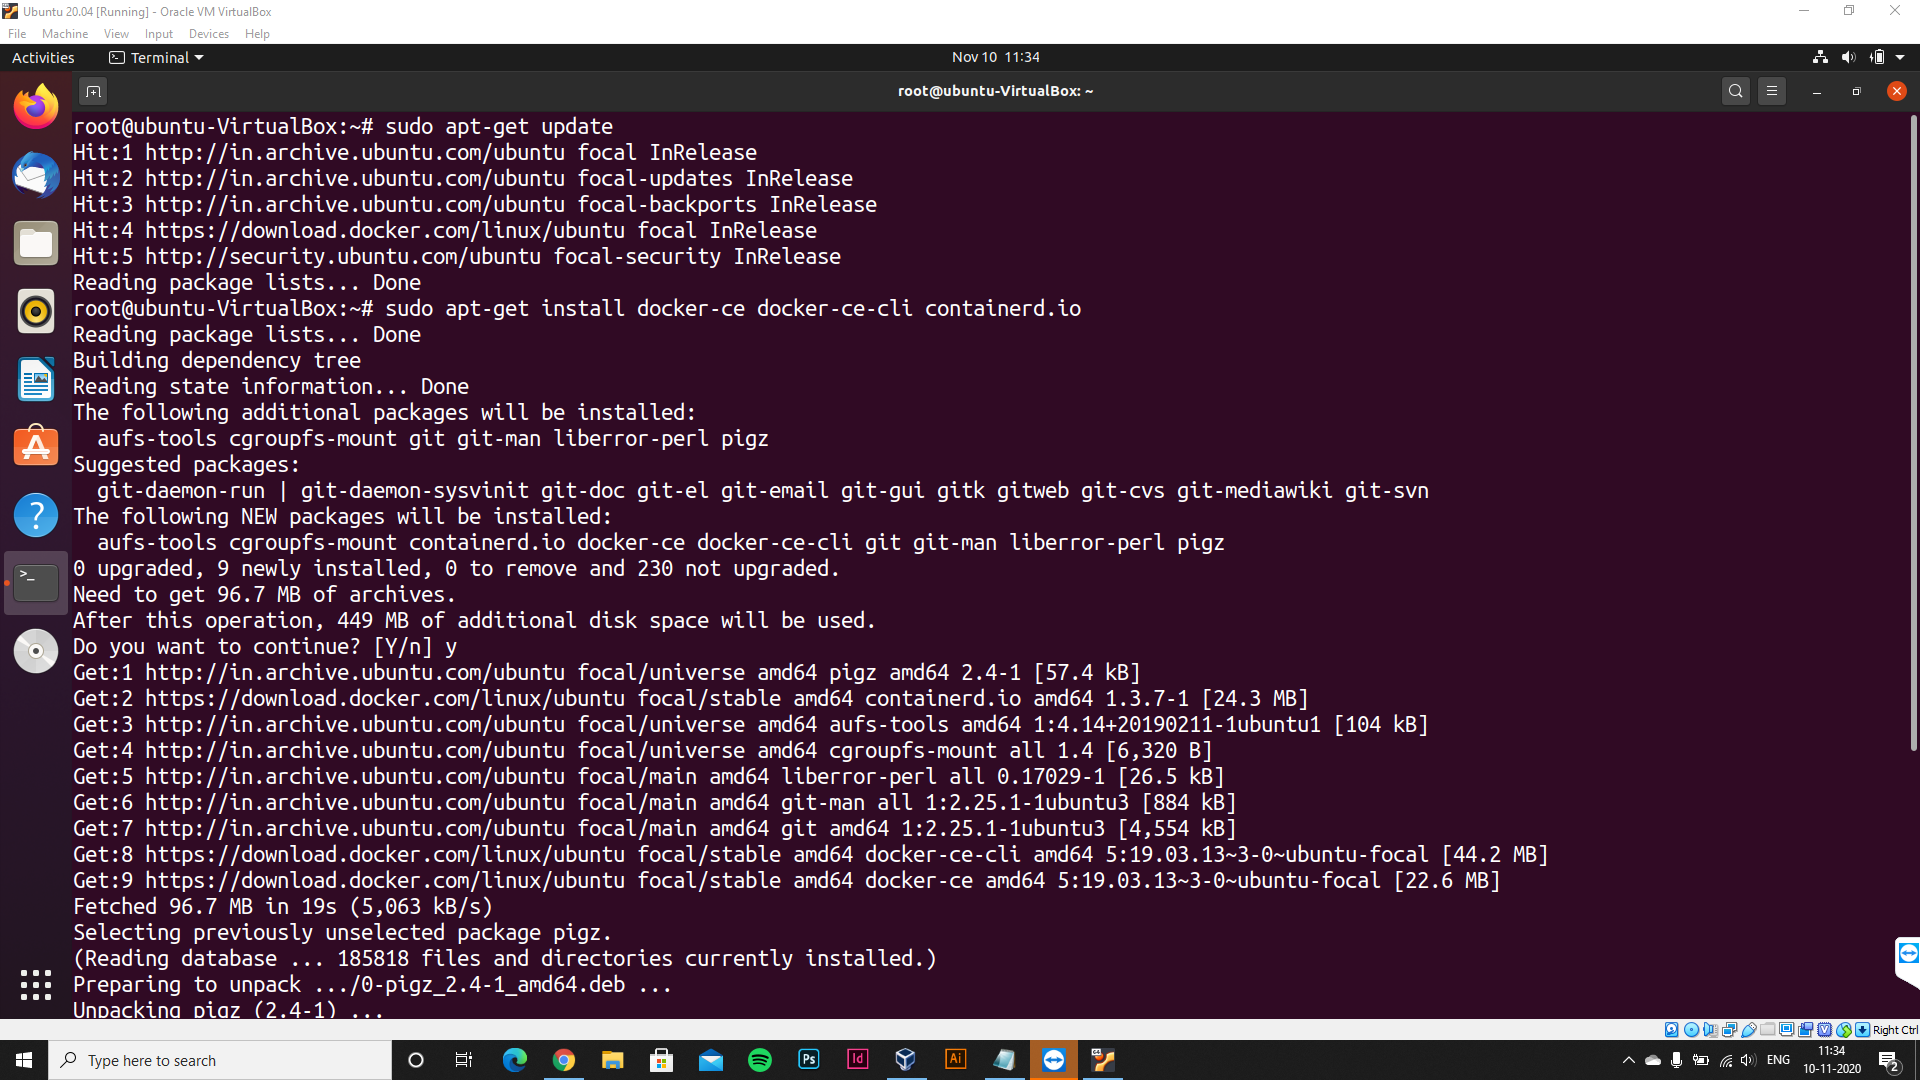 Ubuntu 20.04 [Running] - Oracle VM VirtualBox
File Machine View Input Devices Help
Activities Terminal Nov 10 11:34
root@ubuntu-VirtualBox: ~
root@ubuntu-VirtualBox:~# sudo apt-get update
Hit:1 http://in.archive.ubuntu.com/ubuntu focal InRelease
Hit:2 http://in.archive.ubuntu.com/ubuntu focal-updates InRelease
Hit:3 http://in.archive.ubuntu.com/ubuntu focal-backports InRelease
Hit:4 https://download.docker.com/linux/ubuntu focal InRelease
Hit:5 http://security.ubuntu.com/ubuntu focal-security InRelease
Reading package lists... Done
root@ubuntu-VirtualBox:~# sudo apt-get install docker-ce docker-ce-cli containerd.io
Reading package lists... Done
Building dependency tree
Reading state information... Done
The following additional packages will be installed:
  aufs-tools cgroupfs-mount git git-man liberror-perl pigz
Suggested packages:
  git-daemon-run | git-daemon-sysvinit git-doc git-el git-email git-gui gitk gitweb git-cvs git-mediawiki git-svn
The following NEW packages will be installed:
  aufs-tools cgroupfs-mount containerd.io docker-ce docker-ce-cli git git-man liberror-perl pigz
0 upgraded, 9 newly installed, 0 to remove and 230 not upgraded.
Need to get 96.7 MB of archives.
After this operation, 449 MB of additional disk space will be used.
Do you want to continue? [Y/n] y
Get:1 http://in.archive.ubuntu.com/ubuntu focal/universe amd64 pigz amd64 2.4-1 [57.4 kB]
Get:2 https://download.docker.com/linux/ubuntu focal/stable amd64 containerd.io amd64 1.3.7-1 [24.3 MB]
Get:3 http://in.archive.ubuntu.com/ubuntu focal/universe amd64 aufs-tools amd64 1:4.14+20190211-1ubuntu1 [104 kB]
Get:4 http://in.archive.ubuntu.com/ubuntu focal/universe amd64 cgroupfs-mount all 1.4 [6,320 B]
Get:5 http://in.archive.ubuntu.com/ubuntu focal/main amd64 liberror-perl all 0.17029-1 [26.5 kB]
Get:6 http://in.archive.ubuntu.com/ubuntu focal/main amd64 git-man all 1:2.25.1-1ubuntu3 [884 kB]
Get:7 http://in.archive.ubuntu.com/ubuntu focal/main amd64 git amd64 1:2.25.1-1ubuntu3 [4,554 kB]
Get:8 https://download.docker.com/linux/ubuntu focal/stable amd64 docker-ce-cli amd64 5:19.03.13~3-0~ubuntu-focal [44.2 MB]
Get:9 https://download.docker.com/linux/ubuntu focal/stable amd64 docker-ce amd64 5:19.03.13~3-0~ubuntu-focal [22.6 MB]
Fetched 96.7 MB in 19s (5,063 kB/s)
Selecting previously unselected package pigz.
(Reading database ... 185818 files and directories currently installed.)
Preparing to unpack .../0-pigz_2.4-1_amd64.deb ...
Unpacking pigz (2.4-1) ...
Right Ctrl
Type here to search
Ps
Id
Ai
ENG
11:34
10-11-2020
2